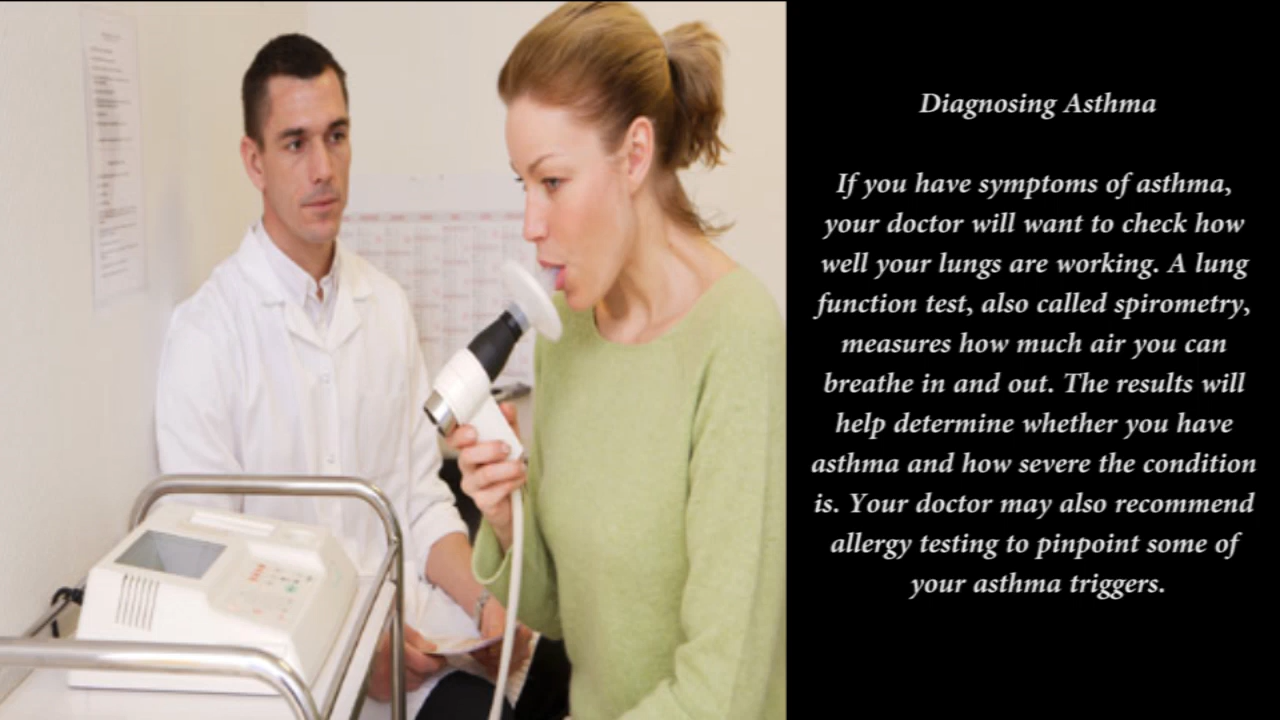 Diagnosing Asthma
If you have symptoms of asthma,
your doctor will want to check how
well your lungs are working. A lung
function test, also called spirometry,
measures how much air you can
breathe in and out. The results will
help determine whether you have
asthma and how severe the condition
is. Your doctor may also recommend
allergy testing to pinpoint some of
your asthma triggers.